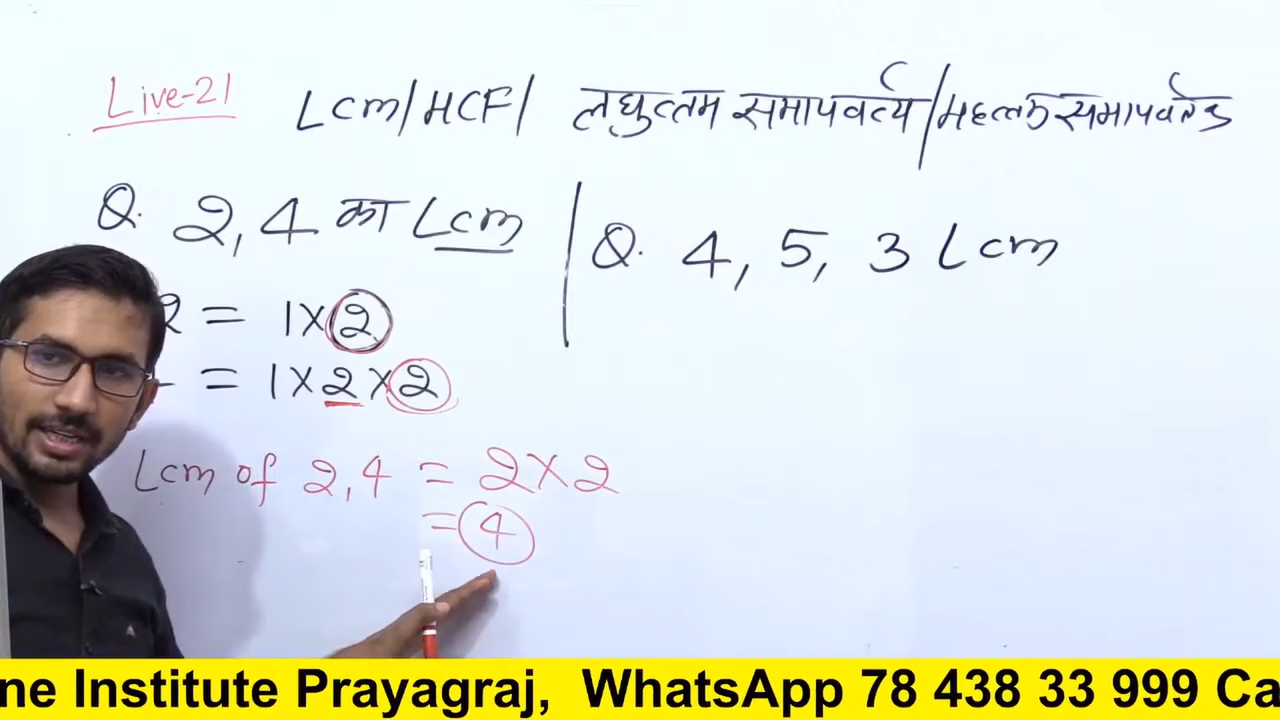 Live-21 Lcm/HCF/ लघुत्तम समापवर्त्य/महत्तम समापवर्तक
Q. 2,4 का Lcm
2 = 1×2
= 1×2×2
Lcm of 2,4 = 2×2
= 4
Q. 4, 5, 3 Lcm
ne Institute Prayagraj, WhatsApp 78 438 33 999 Ca